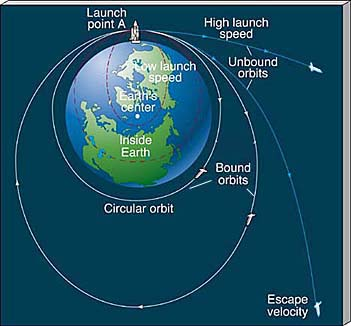 Launch
point A
High launch
speed
Unbound
orbits
Low launch
speed
Earth's
center
Inside
Earth
Bound
orbits
Circular orbit
Escape
velocity